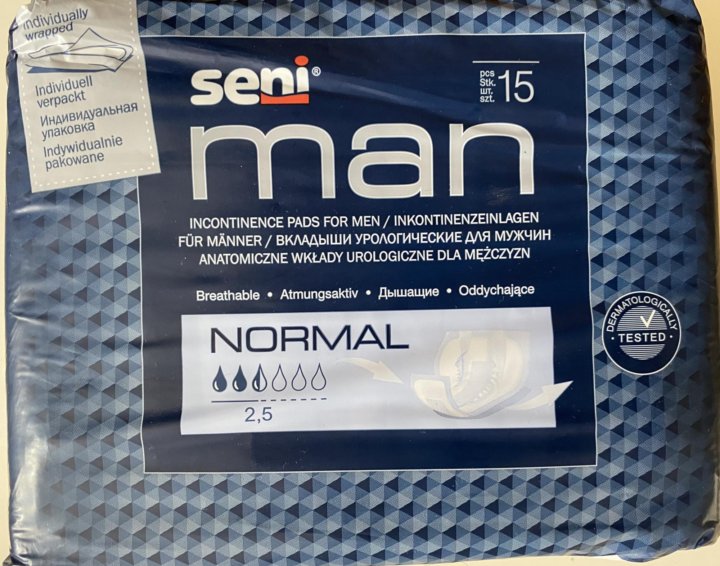 Individually
wrapped
Individuell
verpackt
Индивидуальная
упаковка
Indywidualnie
pakowane
seni®
pcs
Stk.
шт.
szt.
15
man
INCONTINENCE PADS FOR MEN / INKONTINENZEINLAGEN
FÜR MÄNNER / ВКЛАДЫШИ УРОЛОГИЧЕСКИЕ ДЛЯ МУЖЧИН
ANATOMICZNE WKŁADY UROLOGICZNE DLA MĘŻCZYZN
Breathable • Atmungsaktiv • Дышащие • Oddychające
NORMAL
2,5
DERMATOLOGICALLY
• TESTED •